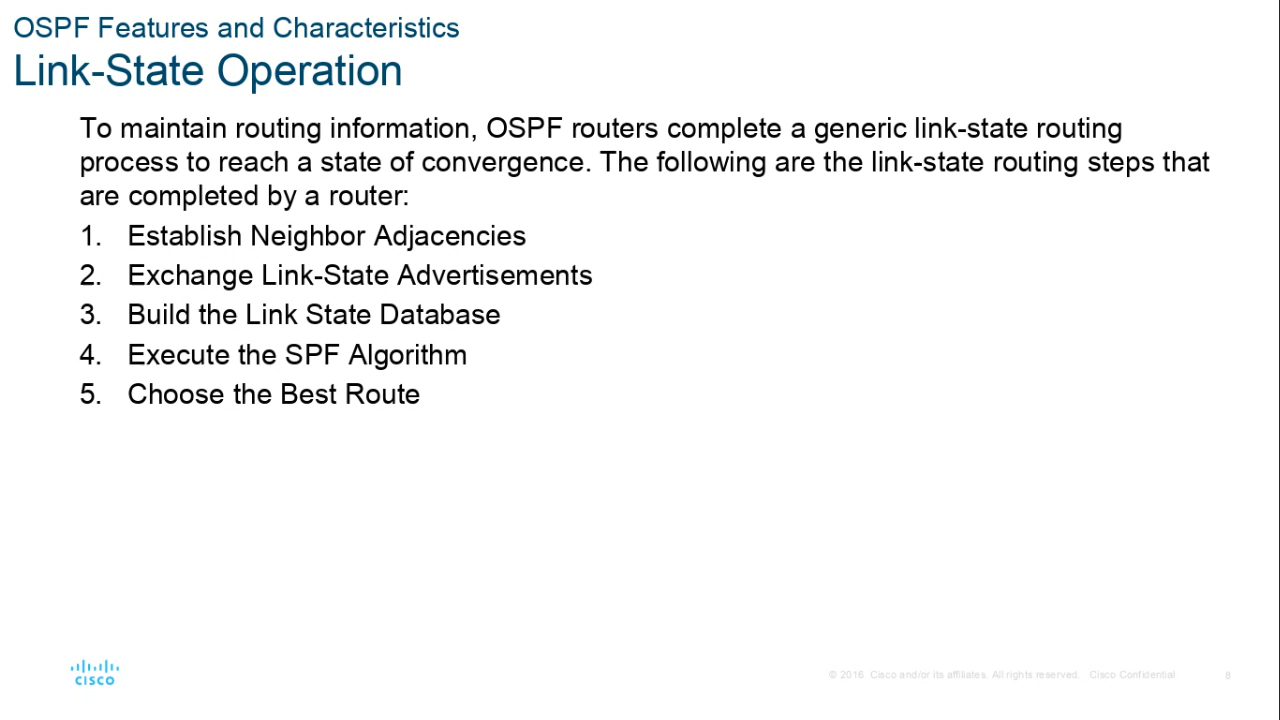 OSPF Features and Characteristics
Link-State Operation
To maintain routing information, OSPF routers complete a generic link-state routing
process to reach a state of convergence. The following are the link-state routing steps that
are completed by a router:
1. Establish Neighbor Adjacencies
2. Exchange Link-State Advertisements
3. Build the Link State Database
4. Execute the SPF Algorithm
5. Choose the Best Route
CISCO
© 2016 Cisco and/or its affiliates. All rights reserved. Cisco Confidential 8